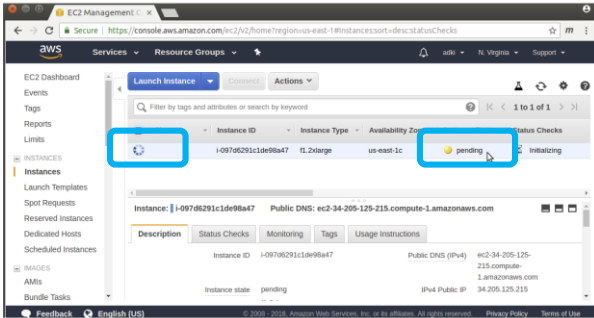 EC2 Management C
Secure
https://console.aws.amazon.com/ec2/v2/home?region=us-east-1#Instances:sort=desc:statusChecks
aws Services Resource Groups adki N. Virginia Support
EC2 Dashboard
Events
Tags
Reports
Limits
INSTANCES
Instances
Launch Templates
Spot Requests
Reserved Instances
Dedicated Hosts
Scheduled Instances
IMAGES
AMIs
Bundle Tasks
Launch Instance Connect Actions
Filter by tags and attributes or search by keyword 1 to 1 of 1
Instance ID Instance Type Availability Zon Status Checks
i-097d6291c1de98a47 f1.2xlarge us-east-1c pending Initializing
Instance: i-097d6291c1de98a47 Public DNS: ec2-34-205-125-215.compute-1.amazonaws.com
Description Status Checks Monitoring Tags Usage Instructions
Instance ID i-097d6291c1de98a47 Public DNS (IPv4) ec2-34-205-125-
215.compute-
1.amazonaws.com
Instance state pending IPv4 Public IP 34.205.125.215
Feedback English (US) © 2008 - 2018, Amazon Web Services, Inc. or its affiliates. All rights reserved. Privacy Policy Terms of Use